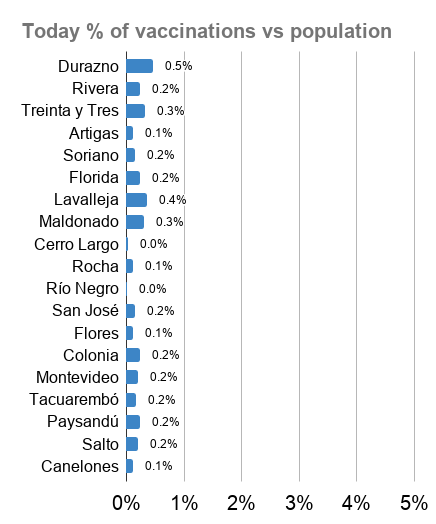 Today % of vaccinations vs population
Durazno 0.5%
Rivera 0.2%
Treinta y Tres 0.3%
Artigas 0.1%
Soriano 0.2%
Florida 0.2%
Lavalleja 0.4%
Maldonado 0.3%
Cerro Largo 0.0%
Rocha 0.1%
Río Negro 0.0%
San José 0.2%
Flores 0.1%
Colonia 0.2%
Montevideo 0.2%
Tacuarembó 0.2%
Paysandú 0.2%
Salto 0.2%
Canelones 0.1%
0% 1% 2% 3% 4% 5%